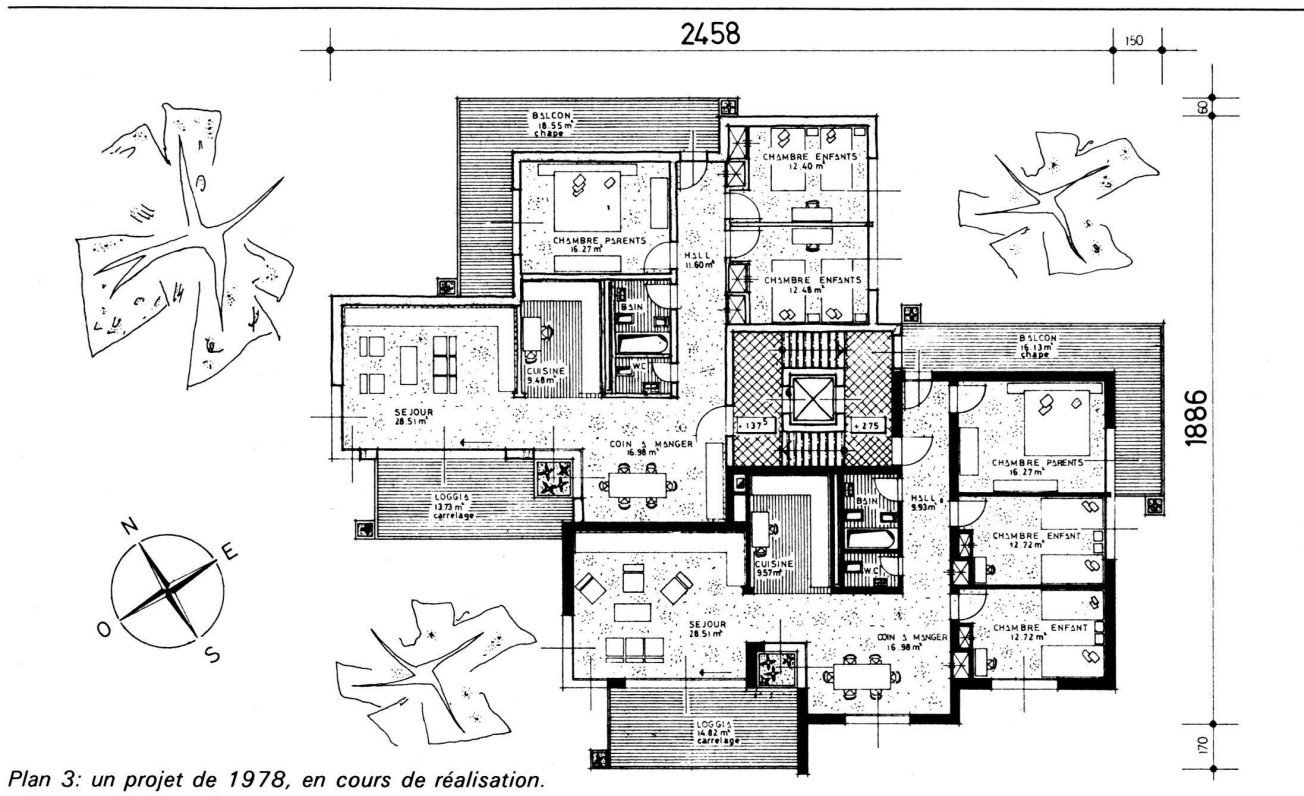 2458
150
60
1886
170
BALCON
18.55 m²
chape
CHAMBRE ENFANTS
12.40 m²
CHAMBRE PARENTS
16.27 m²
HALL
11.60 m²
CHAMBRE ENFANTS
12.48 m²
BAIN
WC
CUISINE
9.48 m²
SEJOUR
28.51 m²
COIN A MANGER
16.98 m²
LOGGIA
13.73 m²
carrelage
+ 137⁵
+ 275
BALCON
16.13 m²
chape
CHAMBRE PARENTS
16.27 m²
BAIN
HALL
9.93 m²
CHAMBRE ENFANT
12.72 m²
CUISINE
9.57 m²
WC
SEJOUR
28.51 m²
COIN A MANGER
16.98 m²
CHAMBRE ENFANT
12.72 m²
LOGGIA
14.82 m²
carrelage
N
E
O
S
Plan 3: un projet de 1978, en cours de réalisation.